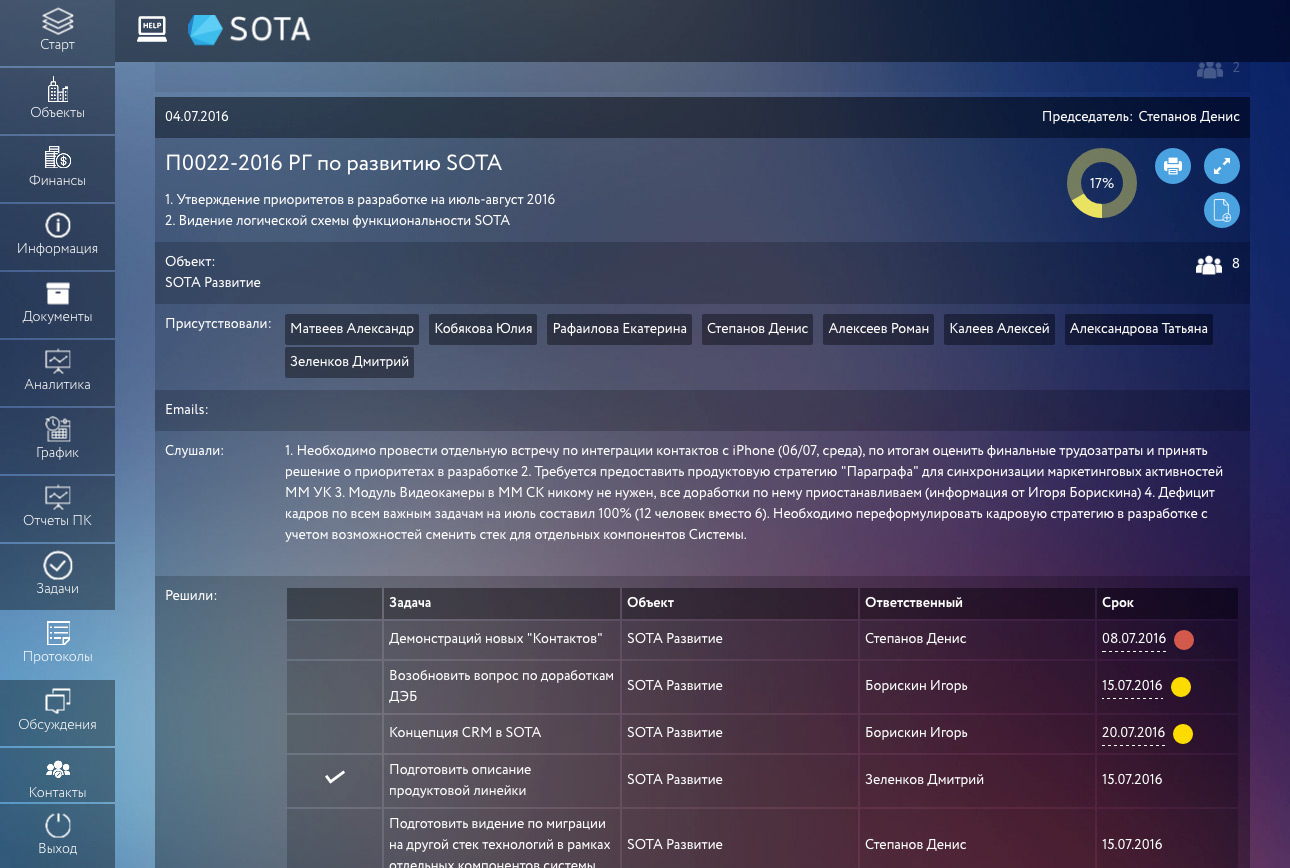 Старт
Объекты
Финансы
Информация
Документы
Аналитика
График
Отчеты ПК
Задачи
Протоколы
Обсуждения
Контакты
Выход
HELP
SOTA
2
04.07.2016
Председатель: Степанов Денис
П0022-2016 РГ по развитию SOTA
1. Утверждение приоритетов в разработке на июль-август 2016
2. Видение логической схемы функциональности SOTA
17%
Объект:
SOTA Развитие
8
Присутствовали: Матвеев Александр Кобякова Юлия Рафаилова Екатерина Степанов Денис Алексеев Роман Калеев Алексей Александрова Татьяна
Зеленков Дмитрий
Emails:
Слушали: 1. Необходимо провести отдельную встречу по интеграции контактов с iPhone (06/07, среда), по итогам оценить финальные трудозатраты и принять
решение о приоритетах в разработке 2. Требуется предоставить продуктовую стратегию "Параграфа" для синхронизации маркетинговых активностей
ММ УК 3. Модуль Видеокамеры в ММ СК никому не нужен, все доработки по нему приостанавливаем (информация от Игоря Борискина) 4. Дефицит
кадров по всем важным задачам на июль составил 100% (12 человек вместо 6). Необходимо переформулировать кадровую стратегию в разработке с
учетом возможностей сменить стек для отдельных компонентов Системы.
Решили:
Задача Объект Ответственный Срок
Демонстраций новых "Контактов" SOTA Развитие Степанов Денис 08.07.2016
Возобновить вопрос по доработкам
ДЭБ
SOTA Развитие Борискин Игорь 15.07.2016
Концепция CRM в SOTA SOTA Развитие Борискин Игорь 20.07.2016
Подготовить описание
продуктовой линейки
SOTA Развитие Зеленков Дмитрий 15.07.2016
Подготовить видение по миграции
на другой стек технологий в рамках
отдельных компонентов системы
SOTA Развитие Степанов Денис 15.07.2016